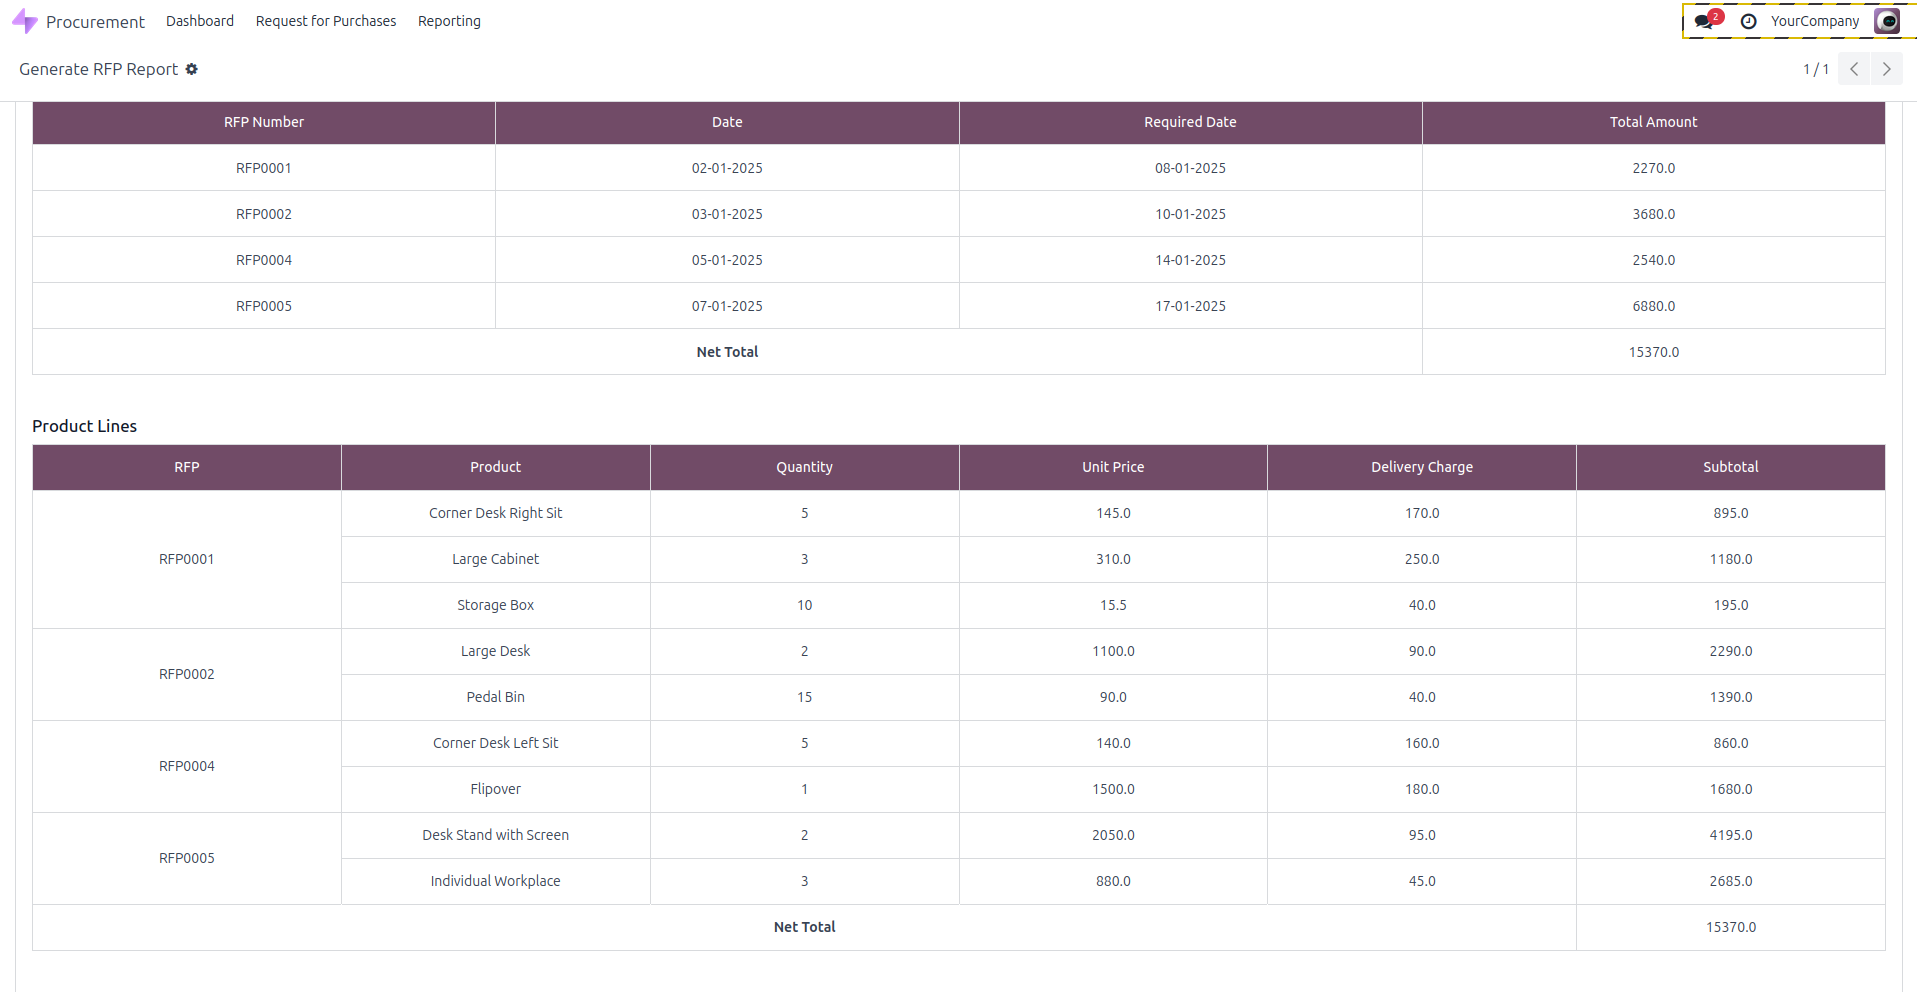 Procurement Dashboard Request for Purchases Reporting 2 YourCompany
Generate RFP Report 1 / 1
RFP Number Date Required Date Total Amount
RFP0001 02-01-2025 08-01-2025 2270.0
RFP0002 03-01-2025 10-01-2025 3680.0
RFP0004 05-01-2025 14-01-2025 2540.0
RFP0005 07-01-2025 17-01-2025 6880.0
Net Total 15370.0
Product Lines
RFP Product Quantity Unit Price Delivery Charge Subtotal
Corner Desk Right Sit 5 145.0 170.0 895.0
RFP0001 Large Cabinet 3 310.0 250.0 1180.0
Storage Box 10 15.5 40.0 195.0
Large Desk 2 1100.0 90.0 2290.0
RFP0002
Pedal Bin 15 90.0 40.0 1390.0
Corner Desk Left Sit 5 140.0 160.0 860.0
RFP0004
Flipover 1 1500.0 180.0 1680.0
Desk Stand with Screen 2 2050.0 95.0 4195.0
RFP0005
Individual Workplace 3 880.0 45.0 2685.0
Net Total 15370.0